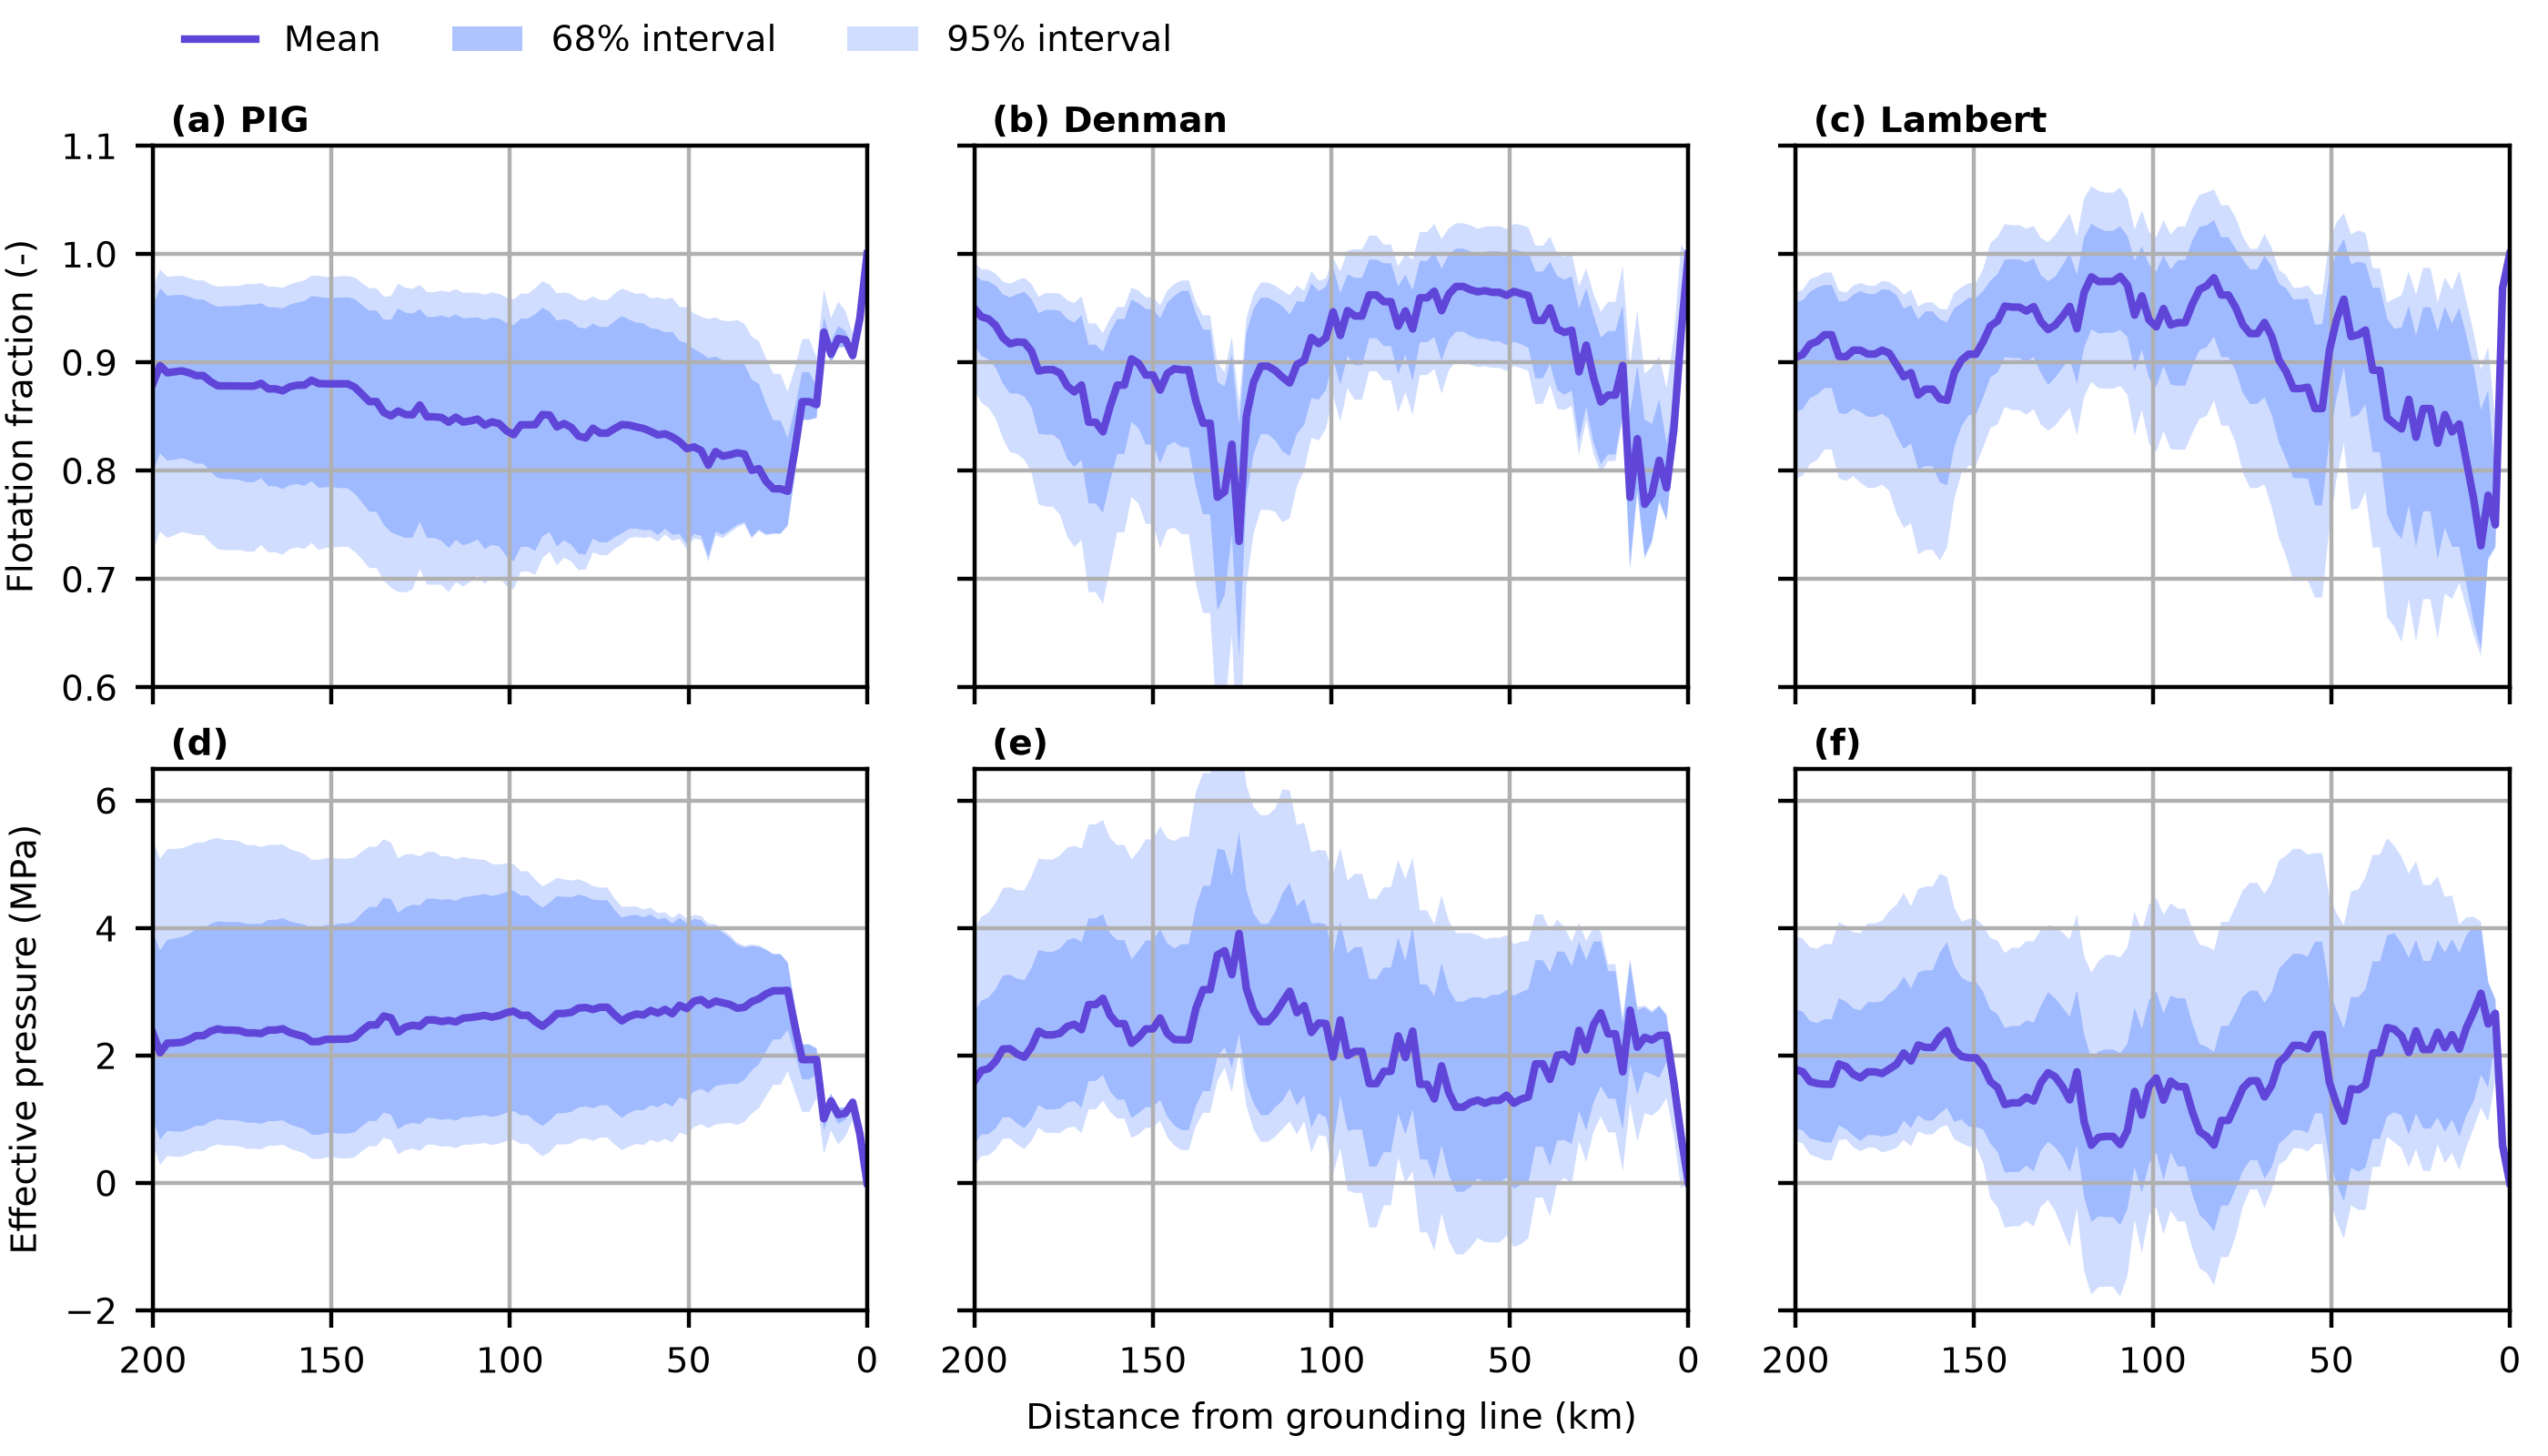 Mean 68% interval 95% interval
(a) PIG (b) Denman (c) Lambert
1.1
1.0
0.9
0.8
0.7
0.6
Flotation fraction (-)
(d) (e) (f)
6
4
2
0
−2
Effective pressure (MPa)
200 150 100 50 0 200 150 100 50 0 200 150 100 50 0
Distance from grounding line (km)